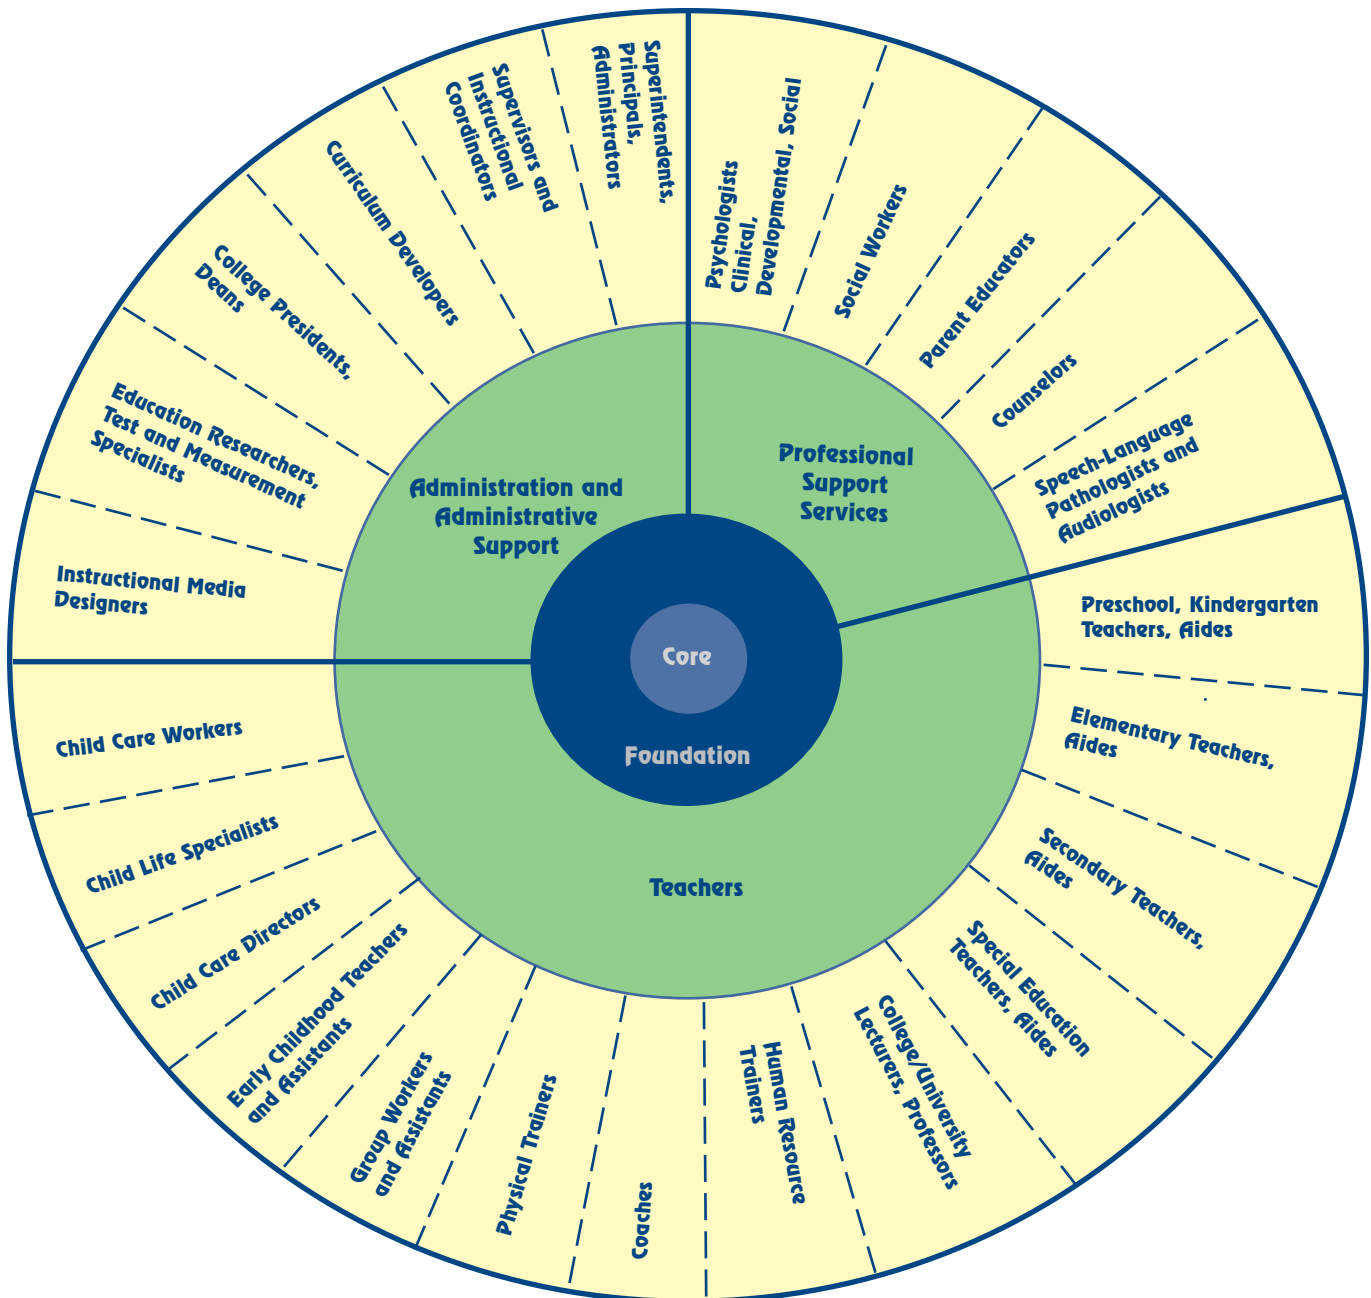 Superintendents,
Principals,
Administrators
Supervisors and
Instructional
Coordinators
Curriculum Developers
College Presidents,
Deans
Education Researchers,
Test and Measurement
Specialists
Instructional Media
Designers
Psychologists
Clinical,
Developmental, Social
Social Workers
Parent Educators
Counselors
Speech-Language
Pathologists and
Audiologists
Administration and
Administrative
Support
Professional
Support
Services
Core
Foundation
Teachers
Preschool, Kindergarten
Teachers, Aides
Elementary Teachers,
Aides
Secondary Teachers,
Aides
Special Education
Teachers, Aides
College/University
Lecturers, Professors
Human Resource
Trainers
Coaches
Physical Trainers
Group Workers
and Assistants
Early Childhood Teachers
and Assistants
Child Care Directors
Child Life Specialists
Child Care Workers